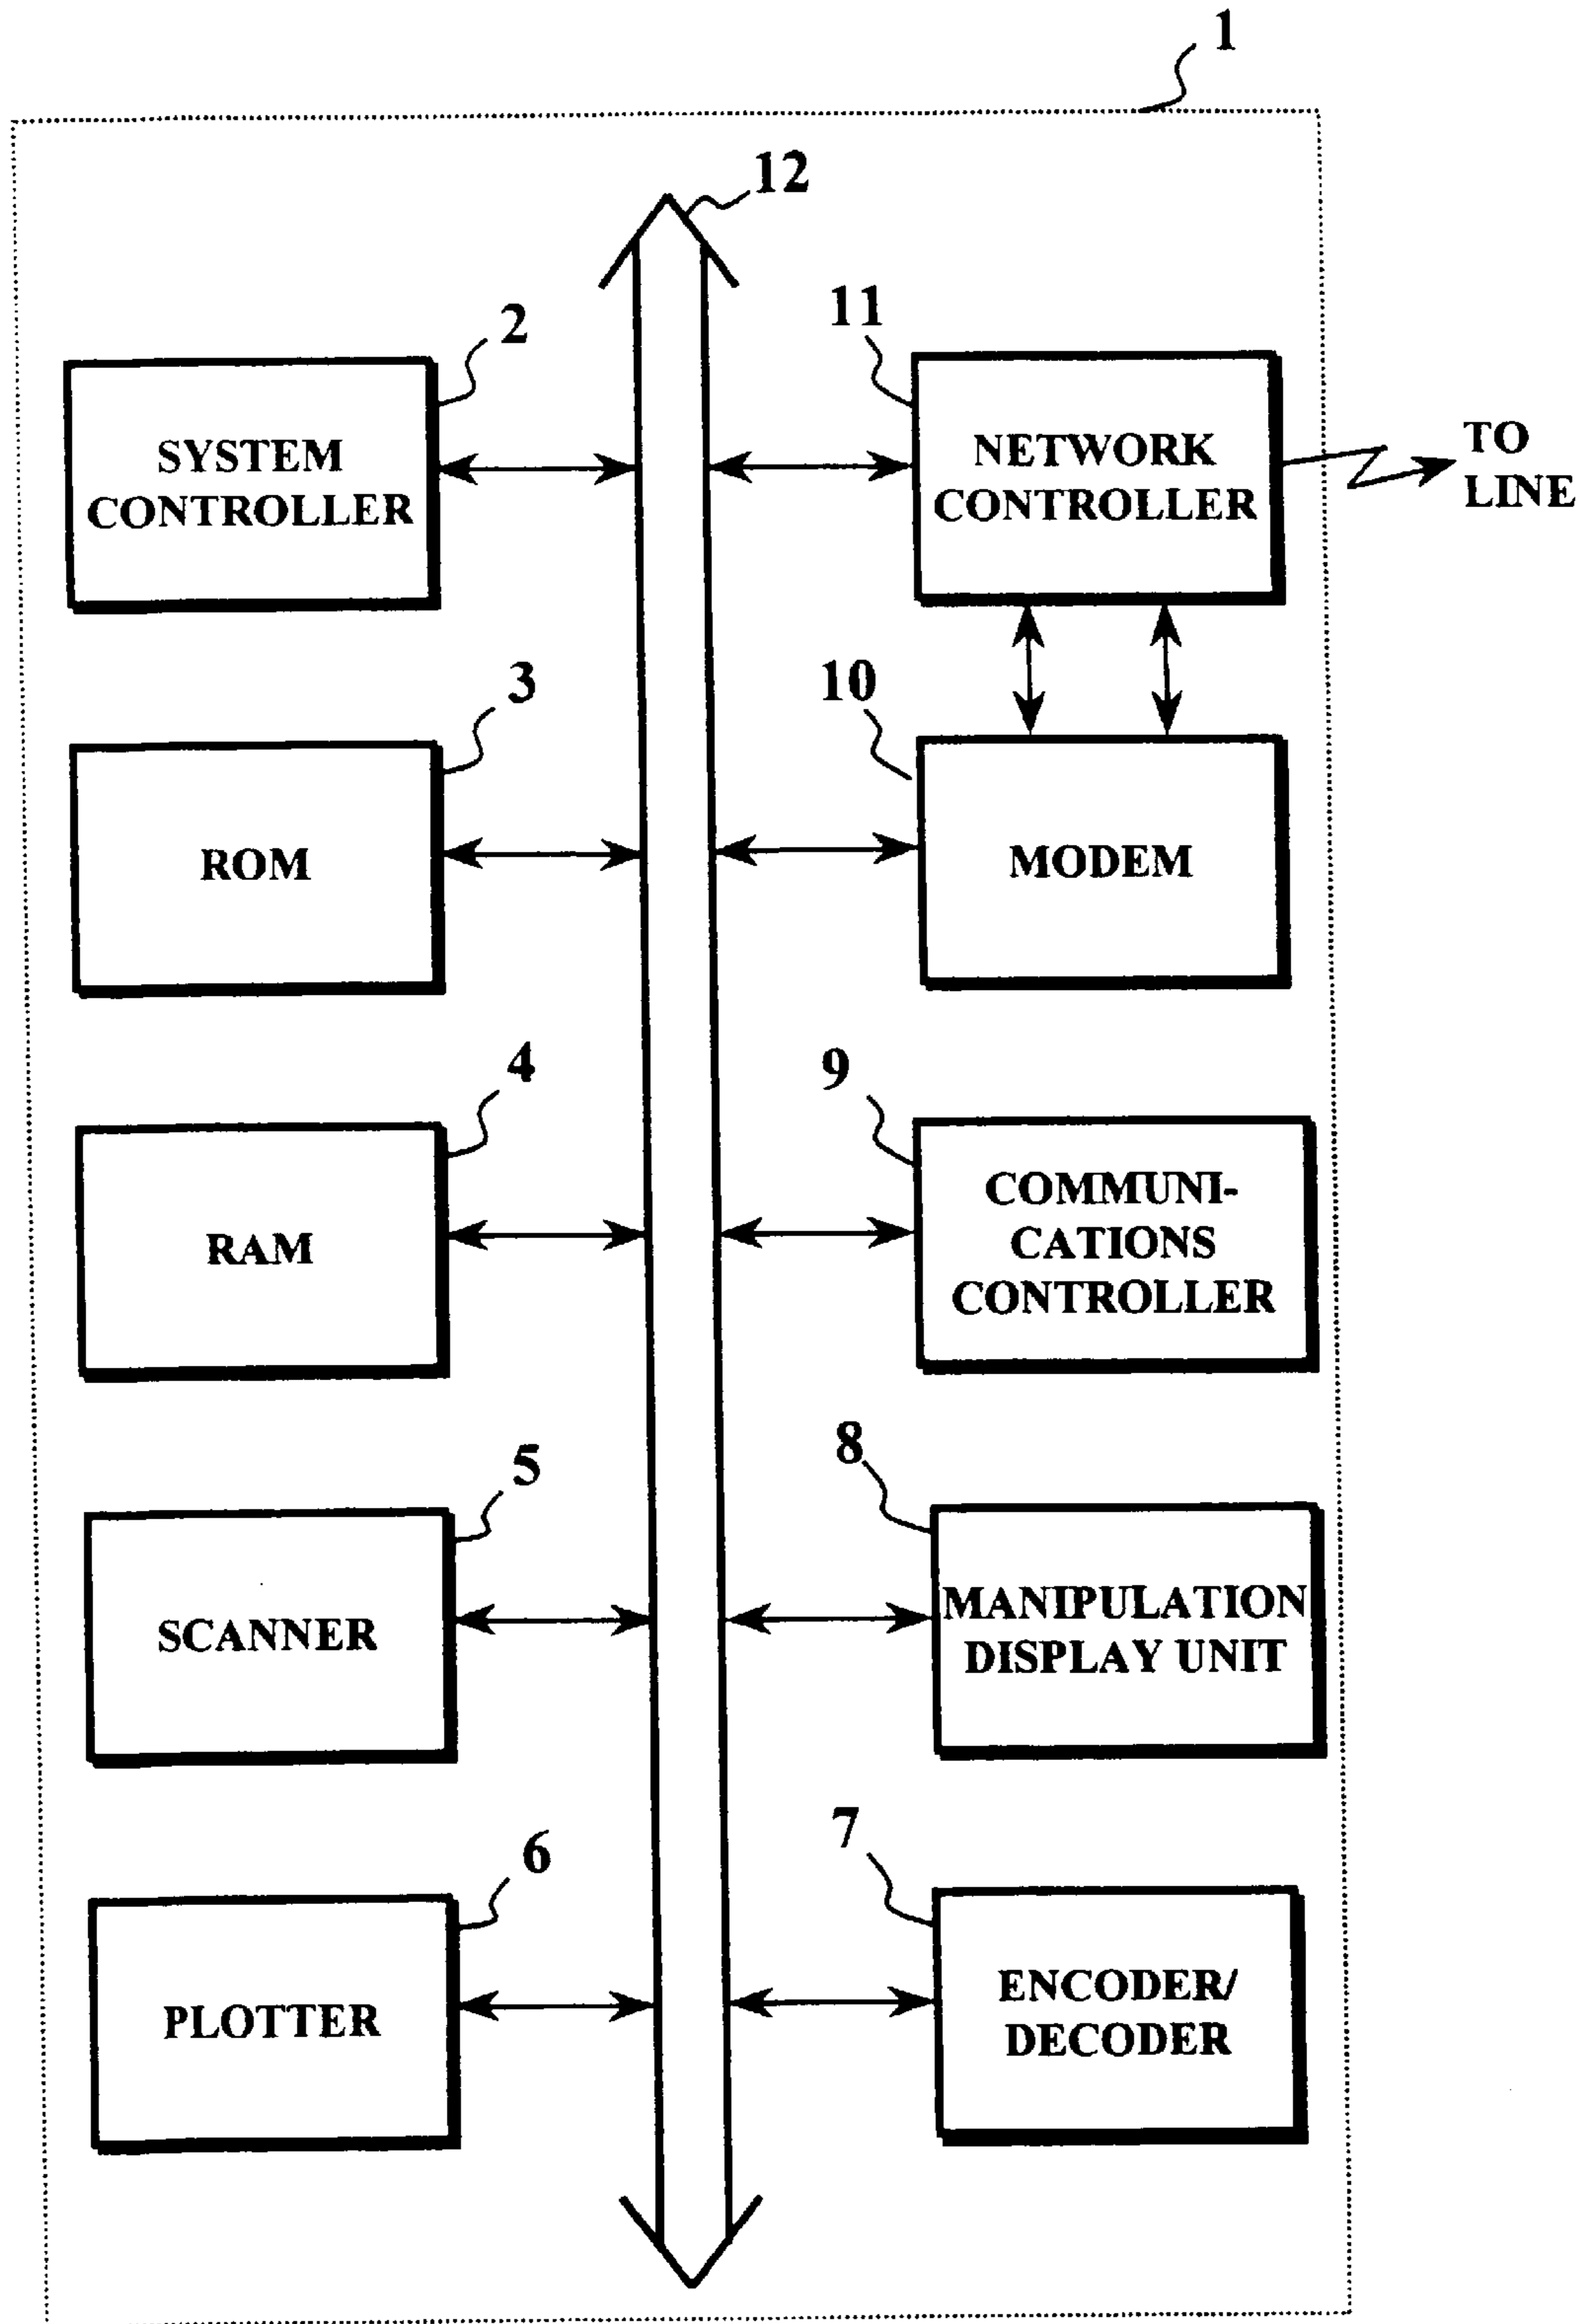 1
12
2
SYSTEM
CONTROLLER
11
NETWORK
CONTROLLER
TO
LINE
3
ROM
10
MODEM
4
RAM
9
COMMUNI-
CATIONS
CONTROLLER
5
SCANNER
8
MANIPULATION
DISPLAY UNIT
6
PLOTTER
7
ENCODER/
DECODER